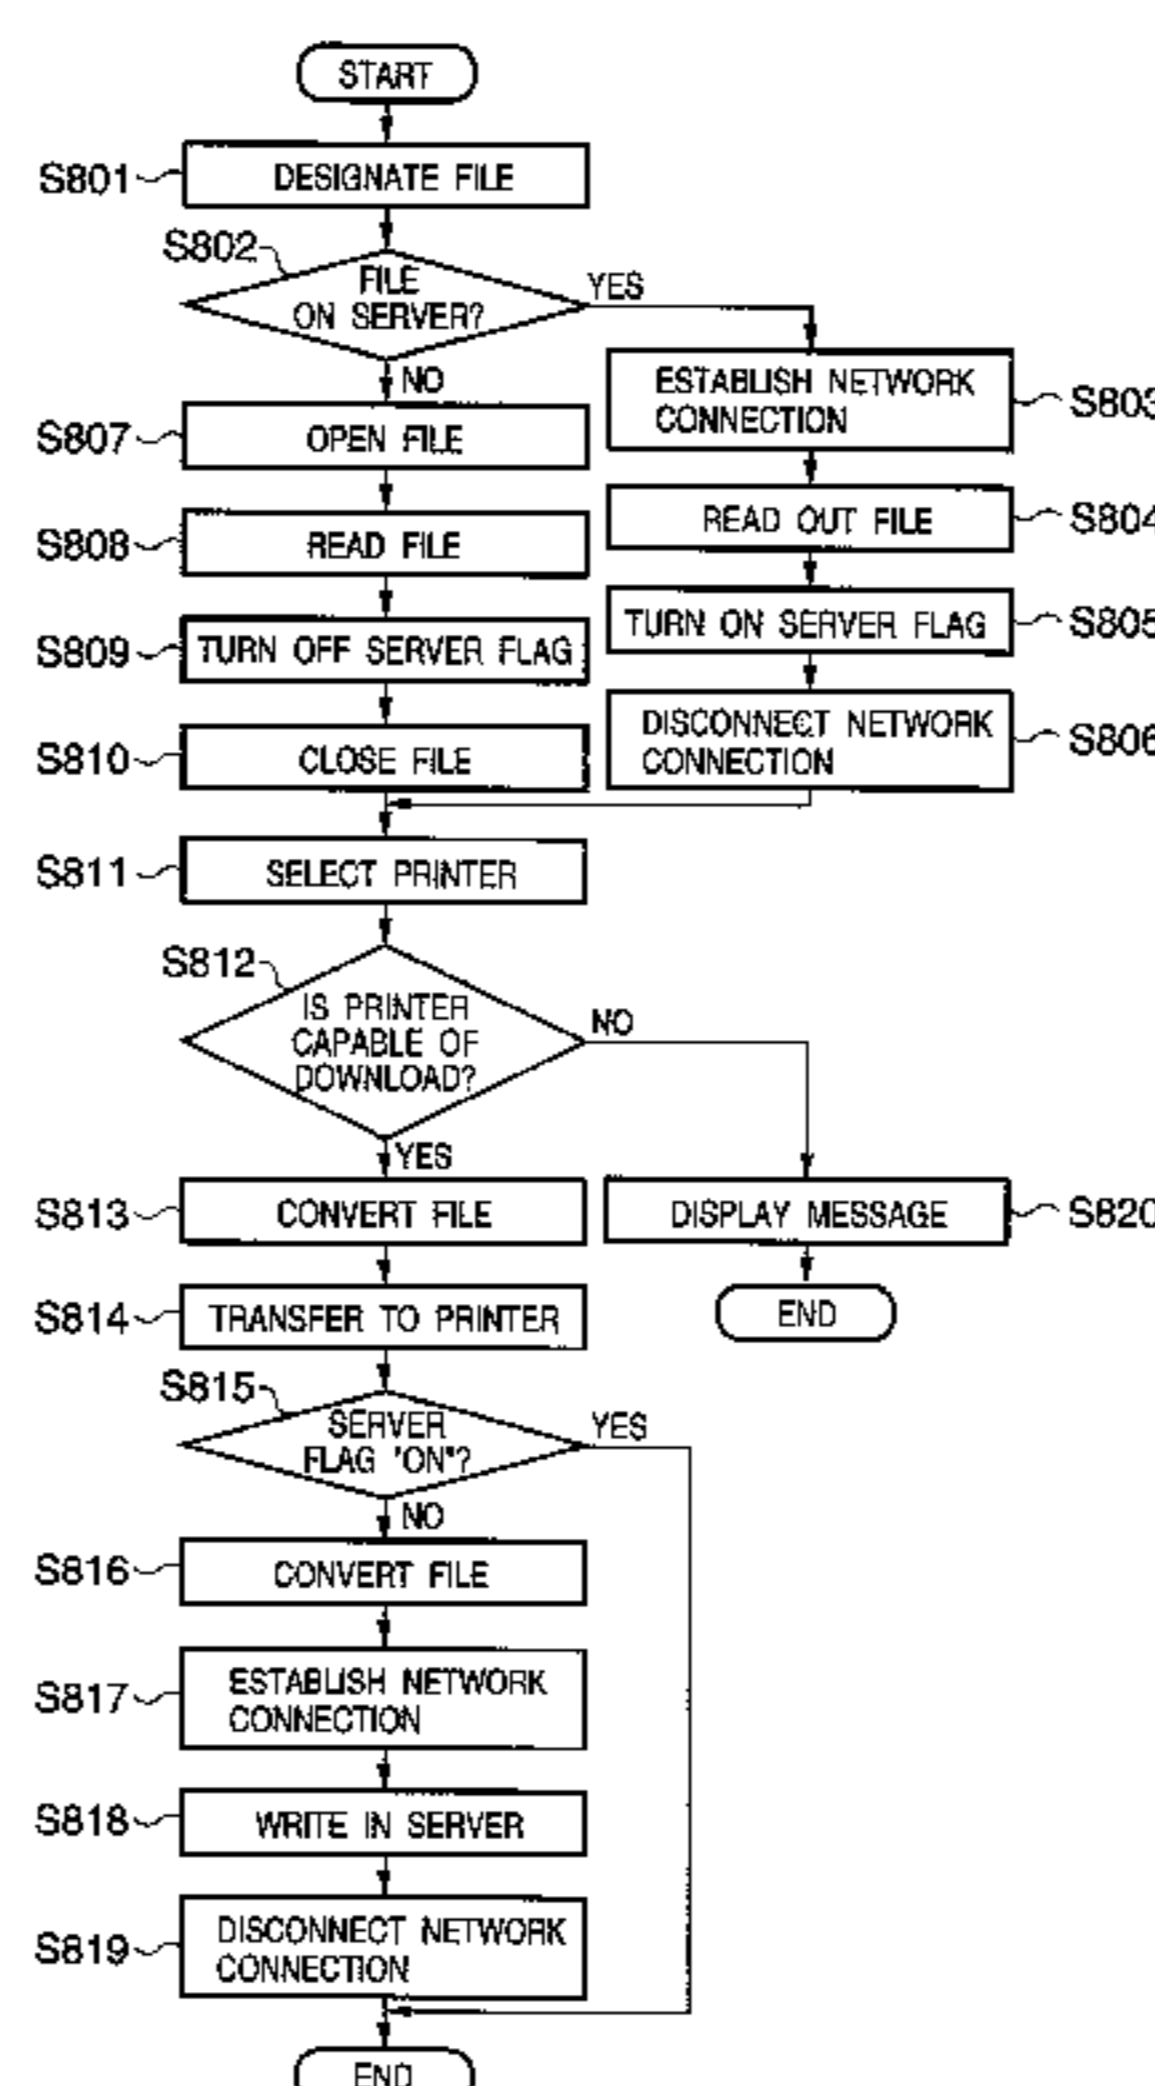 START
S801
DESIGNATE FILE
S802
FILE
ON SERVER?
YES
NO
ESTABLISH NETWORK
CONNECTION
S803
S807
OPEN FILE
READ OUT FILE
S804
S808
READ FILE
TURN ON SERVER FLAG
S805
S809
TURN OFF SERVER FLAG
DISCONNECT NETWORK
CONNECTION
S806
S810
CLOSE FILE
S811
SELECT PRINTER
S812
IS PRINTER
CAPABLE OF
DOWNLOAD?
NO
YES
S813
CONVERT FILE
DISPLAY MESSAGE
S820
S814
TRANSFER TO PRINTER
END
S815
SERVER
FLAG "ON"?
YES
NO
S816
CONVERT FILE
S817
ESTABLISH NETWORK
CONNECTION
S818
WRITE IN SERVER
S819
DISCONNECT NETWORK
CONNECTION
END